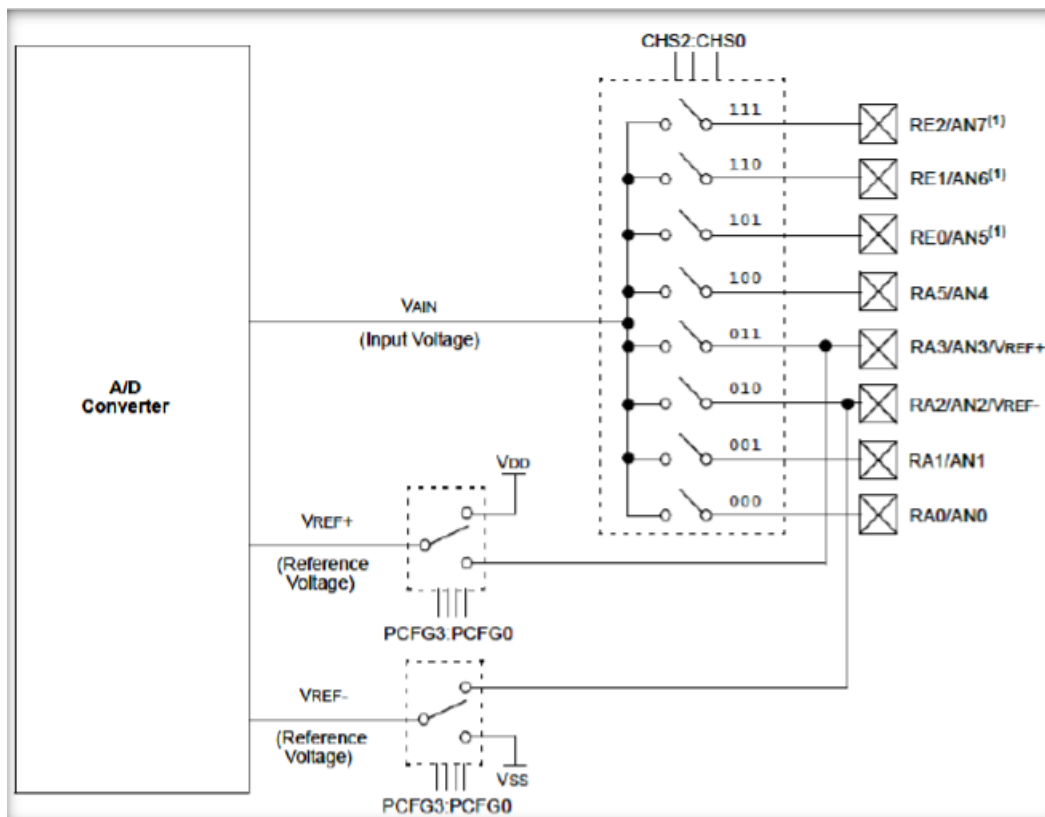 CHS2:CHS0
111
RE2/AN7(1)
110
RE1/AN6(1)
101
RE0/AN5(1)
100
RA5/AN4
VAIN
(Input Voltage)
011
RA3/AN3/VREF+
A/D
Converter
010
RA2/AN2/VREF-
001
RA1/AN1
VDD
000
RA0/AN0
VREF+
(Reference
Voltage)
PCFG3:PCFG0
VREF-
(Reference
Voltage)
VSS
PCFG3:PCFG0